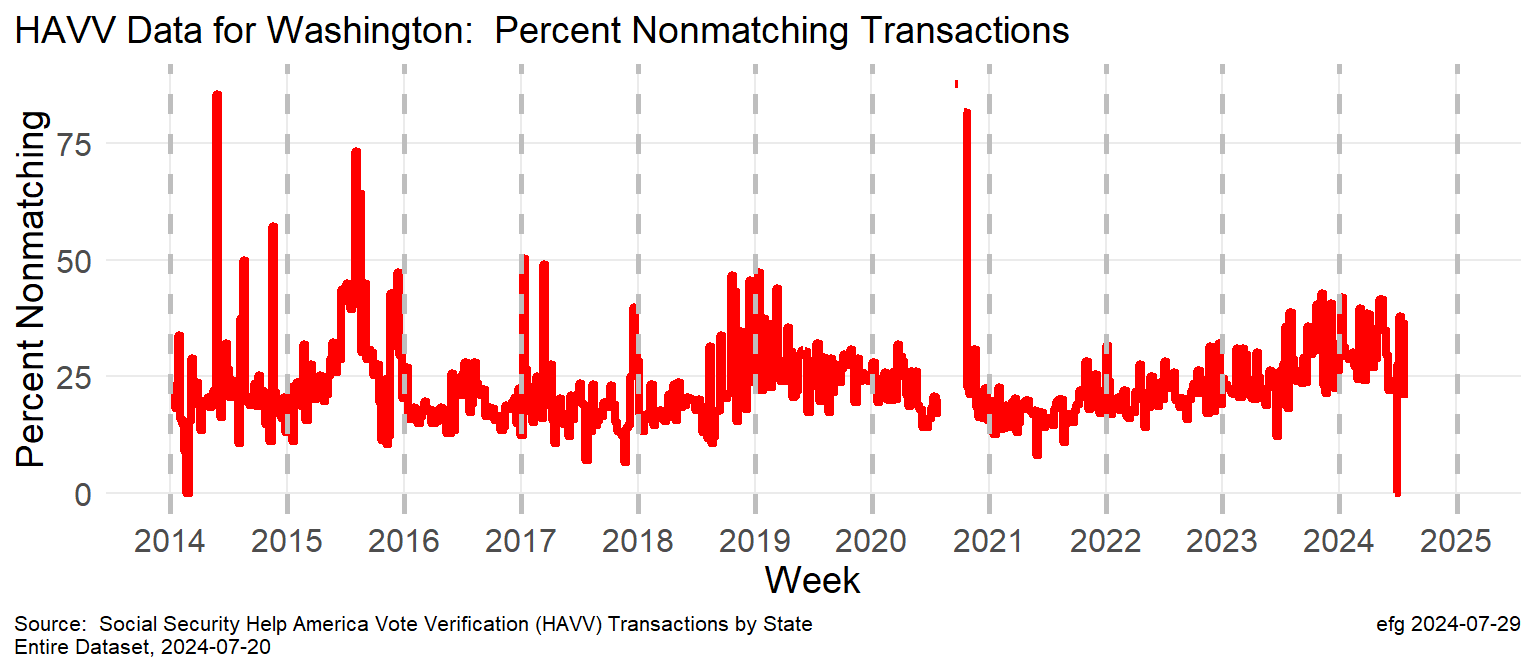 HAVV Data for Washington:  Percent Nonmatching Transactions
Percent Nonmatching
75
50
25
0
2014 2015 2016 2017 2018 2019 2020 2021 2022 2023 2024 2025
Week
Source:  Social Security Help America Vote Verification (HAVV) Transactions by State
Entire Dataset, 2024-07-20
efg 2024-07-29